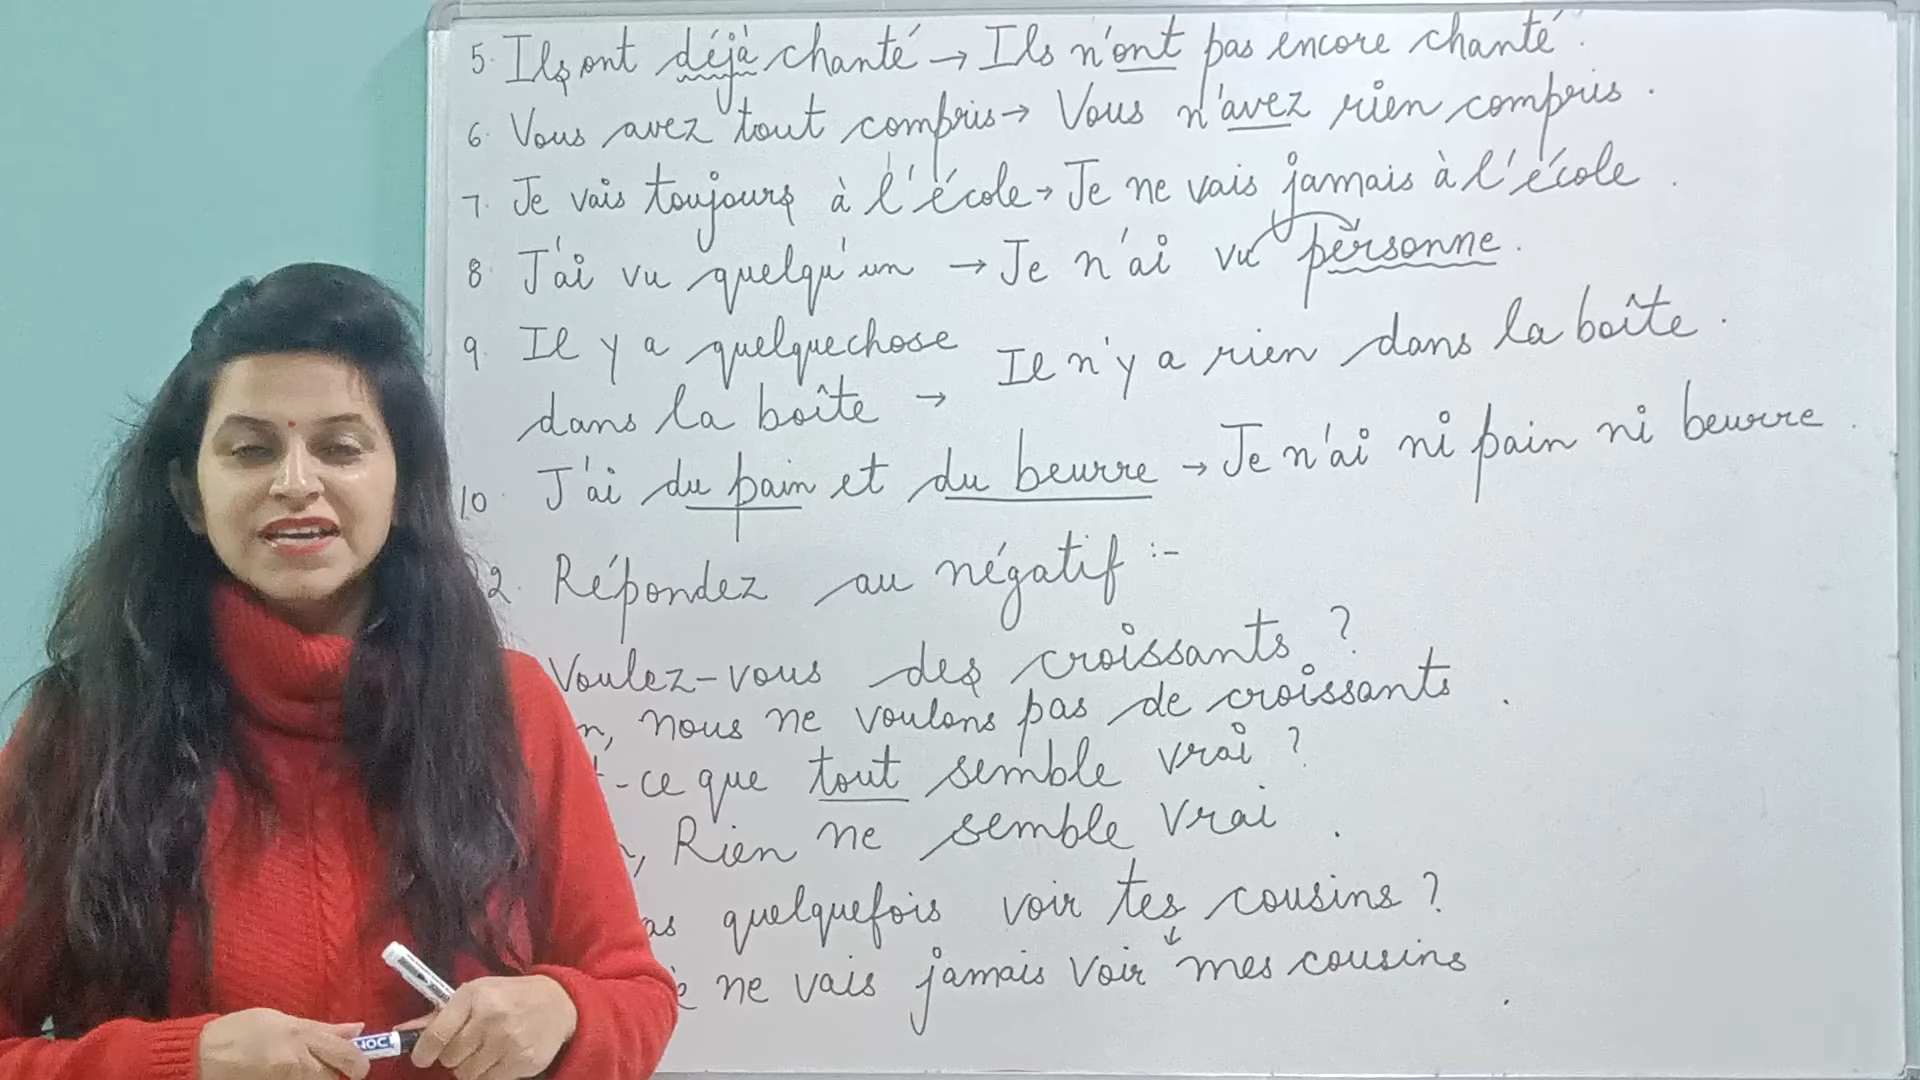 5. Ils ont déjà chanté → Ils n'ont pas encore chanté.
6. Vous avez tout compris → Vous n'avez rien compris.
7. Je vais toujours à l'école → Je ne vais jamais à l'école.
8. J'ai vu quelqu'un → Je n'ai vu personne.
9. Il y a quelquechose
dans la boîte → Il n'y a rien dans la boîte.
10. J'ai du pain et du beurre → Je n'ai ni pain ni beurre.
2. Répondez au négatif :-
Voulez-vous des croissants ?
n, nous ne voulons pas de croissants.
-ce que tout semble vrai ?
, Rien ne semble vrai.
as quelquefois voir tes cousins ?
e ne vais jamais voir mes cousins.